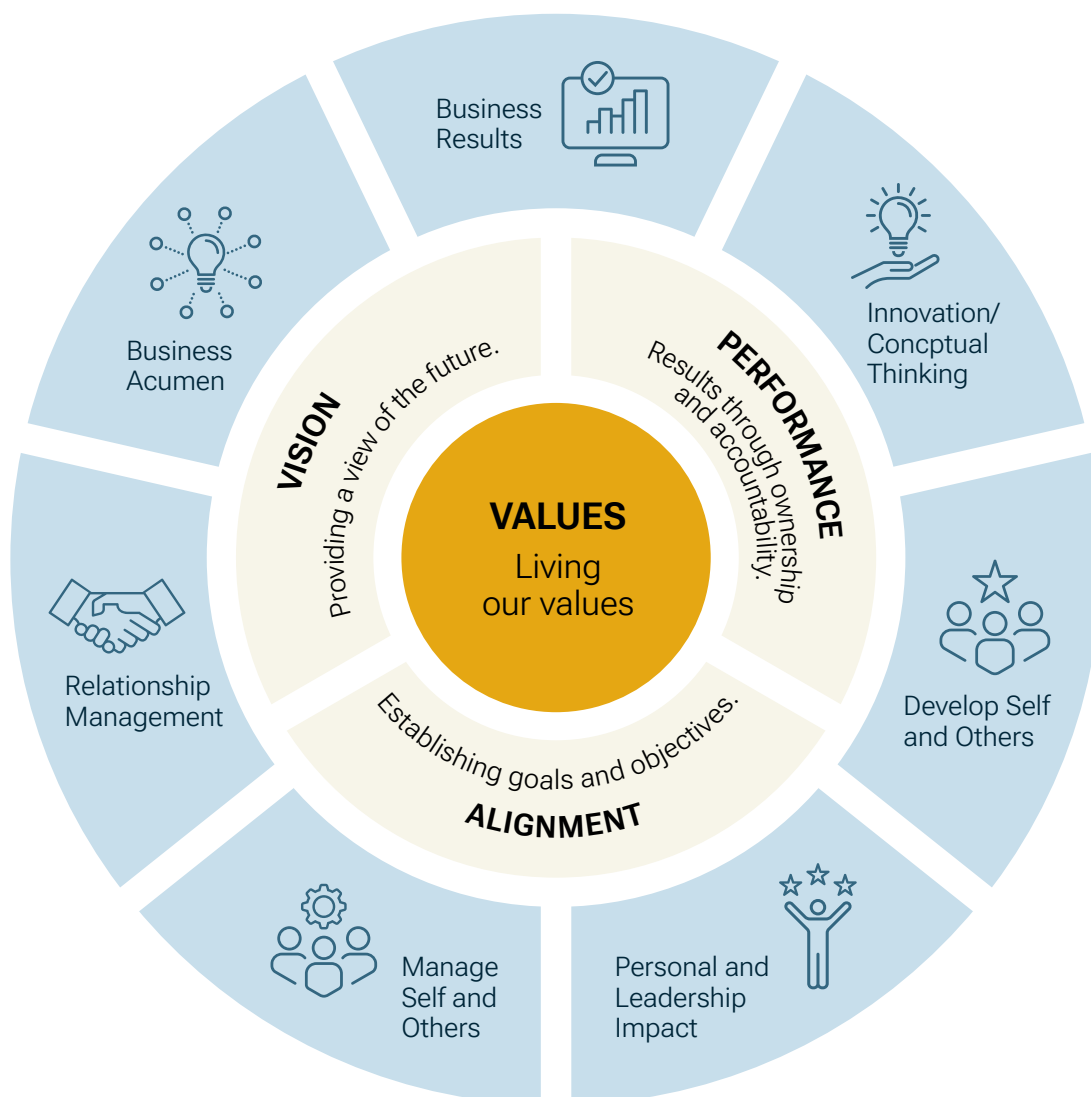 Business
Results
Innovation/
Concptual
Thinking
Develop Self
and Others
Personal and
Leadership
Impact
Manage
Self and
Others
Relationship
Management
Business
Acumen
VISION
Providing a view of the future.
PERFORMANCE
Results through ownership
and accountability.
Establishing goals and objectives.
ALIGNMENT
VALUES
Living
our values